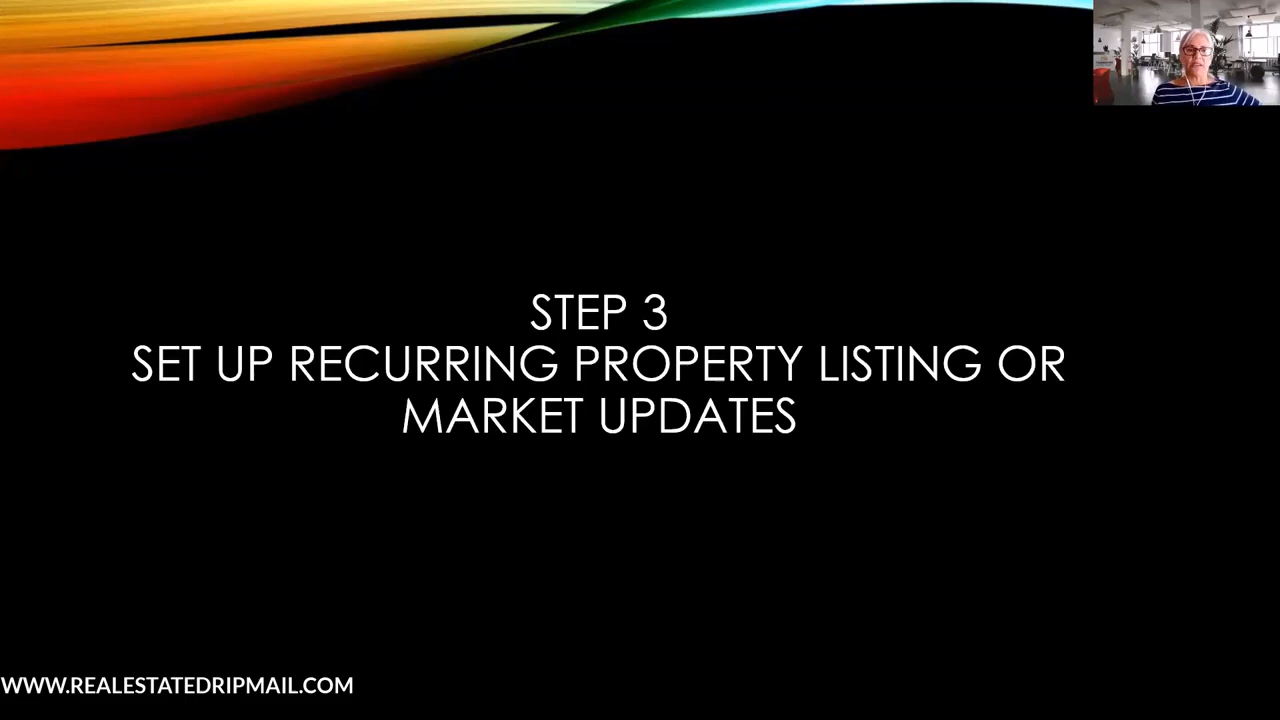 STEP 3
SET UP RECURRING PROPERTY LISTING OR
MARKET UPDATES
WWW.REALESTATEDRIPMAIL.COM